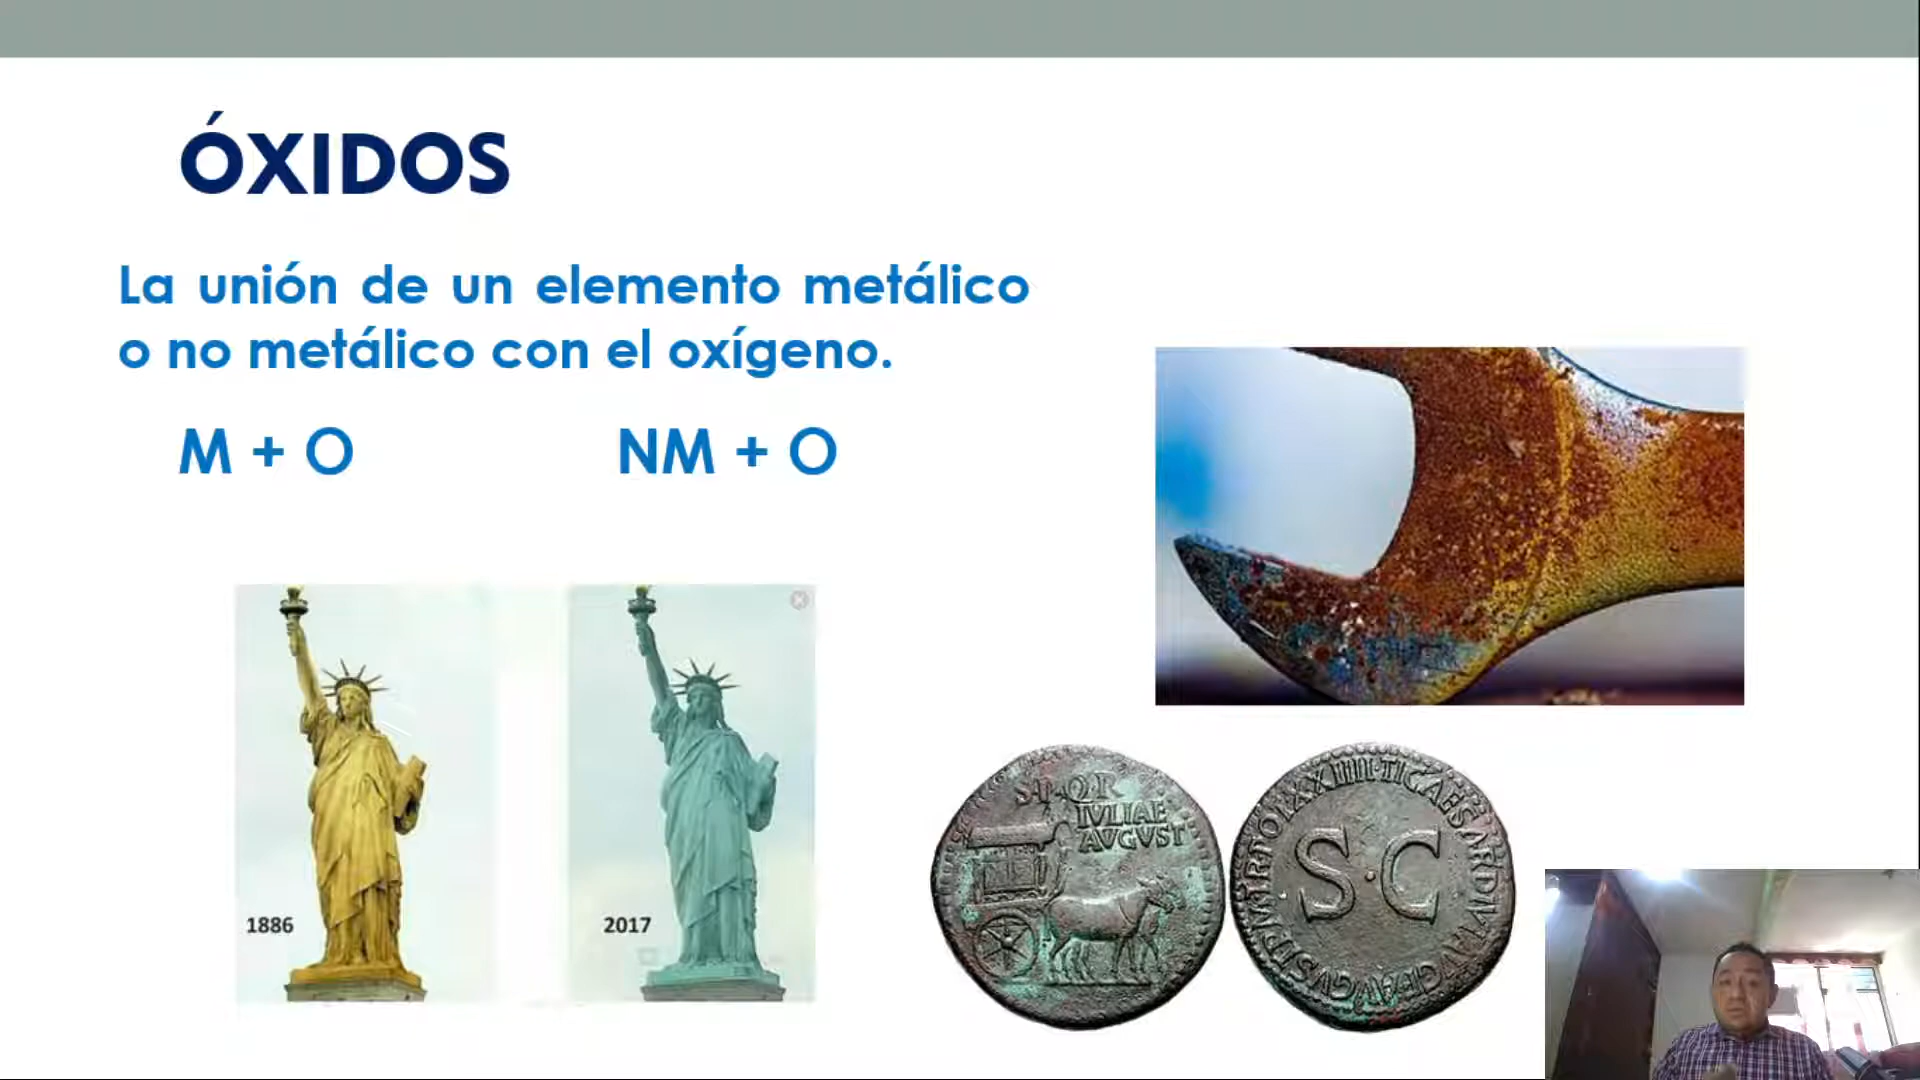 ÓXIDOS
La unión de un elemento metálico
o no metálico con el oxígeno.
M + O
NM + O
1886
2017
S·P·Q·R
IVLIAE
AVGVST
S·C